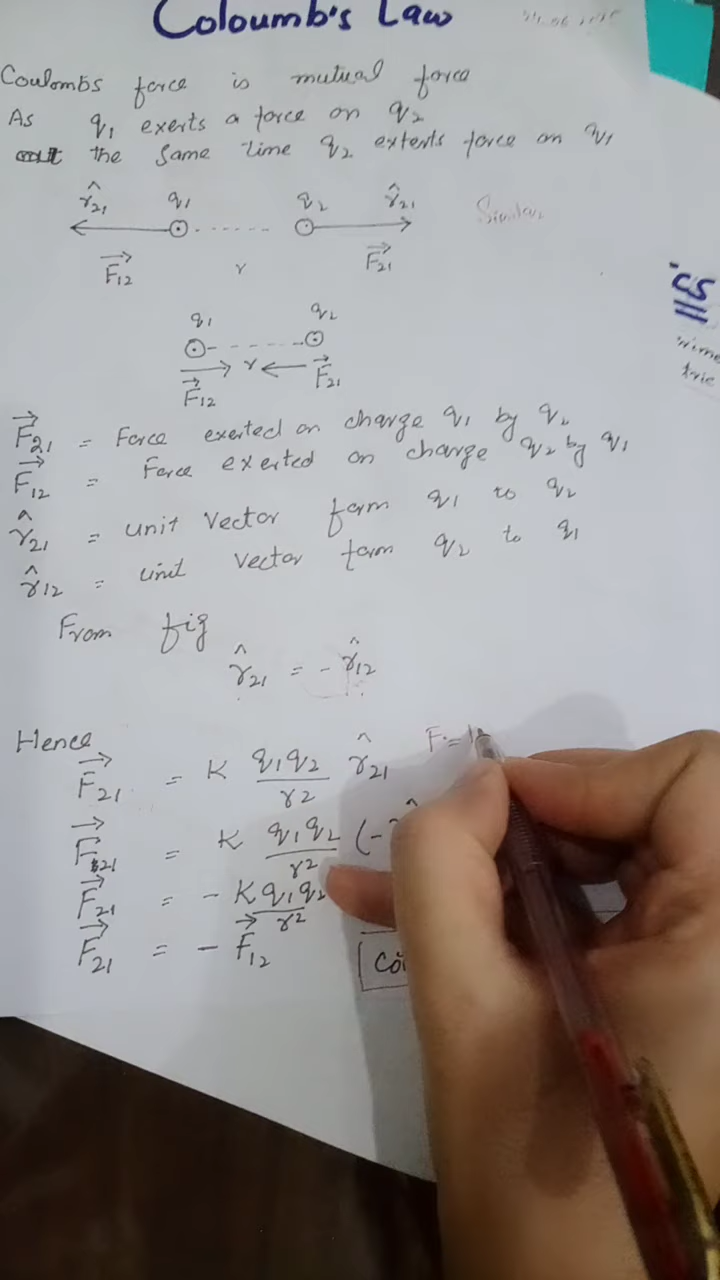 Coloumb's Law
Coulombs force is mutual force
As q1 exerts a force on q2
the same time q2 extents force on q1
r̂21 q1 q2 r̂21
Similar
F⃗12 r F⃗21
q1 q2
r
F⃗12 F⃗21
F⃗21 = Force exerted on charge q1 by q2
F⃗12 = Force exerted on charge q2 by q1
r̂21 = unit vector form q1 to q2
r̂12 = unit vector form q2 to q1
From fig
r̂21 = - r̂12
Hence
F⃗21 = K q1q2/r2 r̂21
F =
F⃗21 = K q1q2/r² (-
F⃗21 = - K q1q2/r²
F⃗21 = - F⃗12